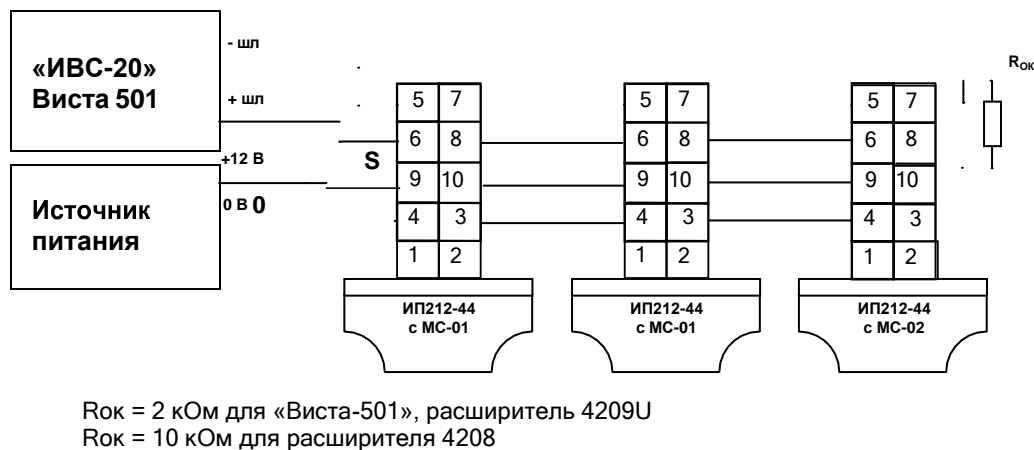 «ИВС-20»
Виста 501
- шл
+ шл
+12 В
0 В 0
S
Источник
питания
5 7
6 8
9 10
4 3
1 2
ИП212-44
с МС-01
5 7
6 8
9 10
4 3
1 2
ИП212-44
с МС-01
5 7
6 8
9 10
4 3
1 2
ИП212-44
с МС-02
RОК
Rок = 2 кОм для «Виста-501», расширитель 4209U
Rок = 10 кОм для расширителя 4208